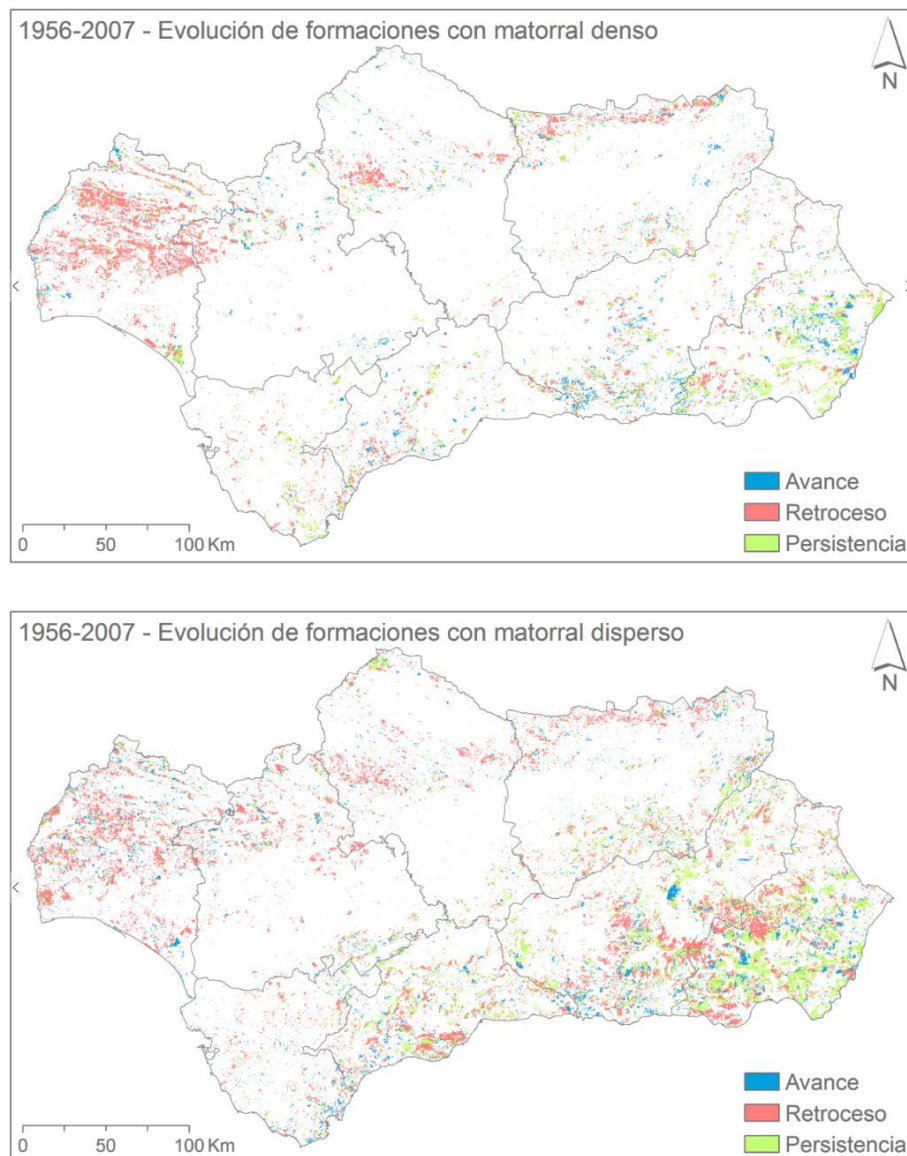 1956-2007 - Evolución de formaciones con matorral denso
N
Avance
Retroceso
Persistencia
0 50 100 Km
1956-2007 - Evolución de formaciones con matorral disperso
N
Avance
Retroceso
Persistencia
0 50 100 Km